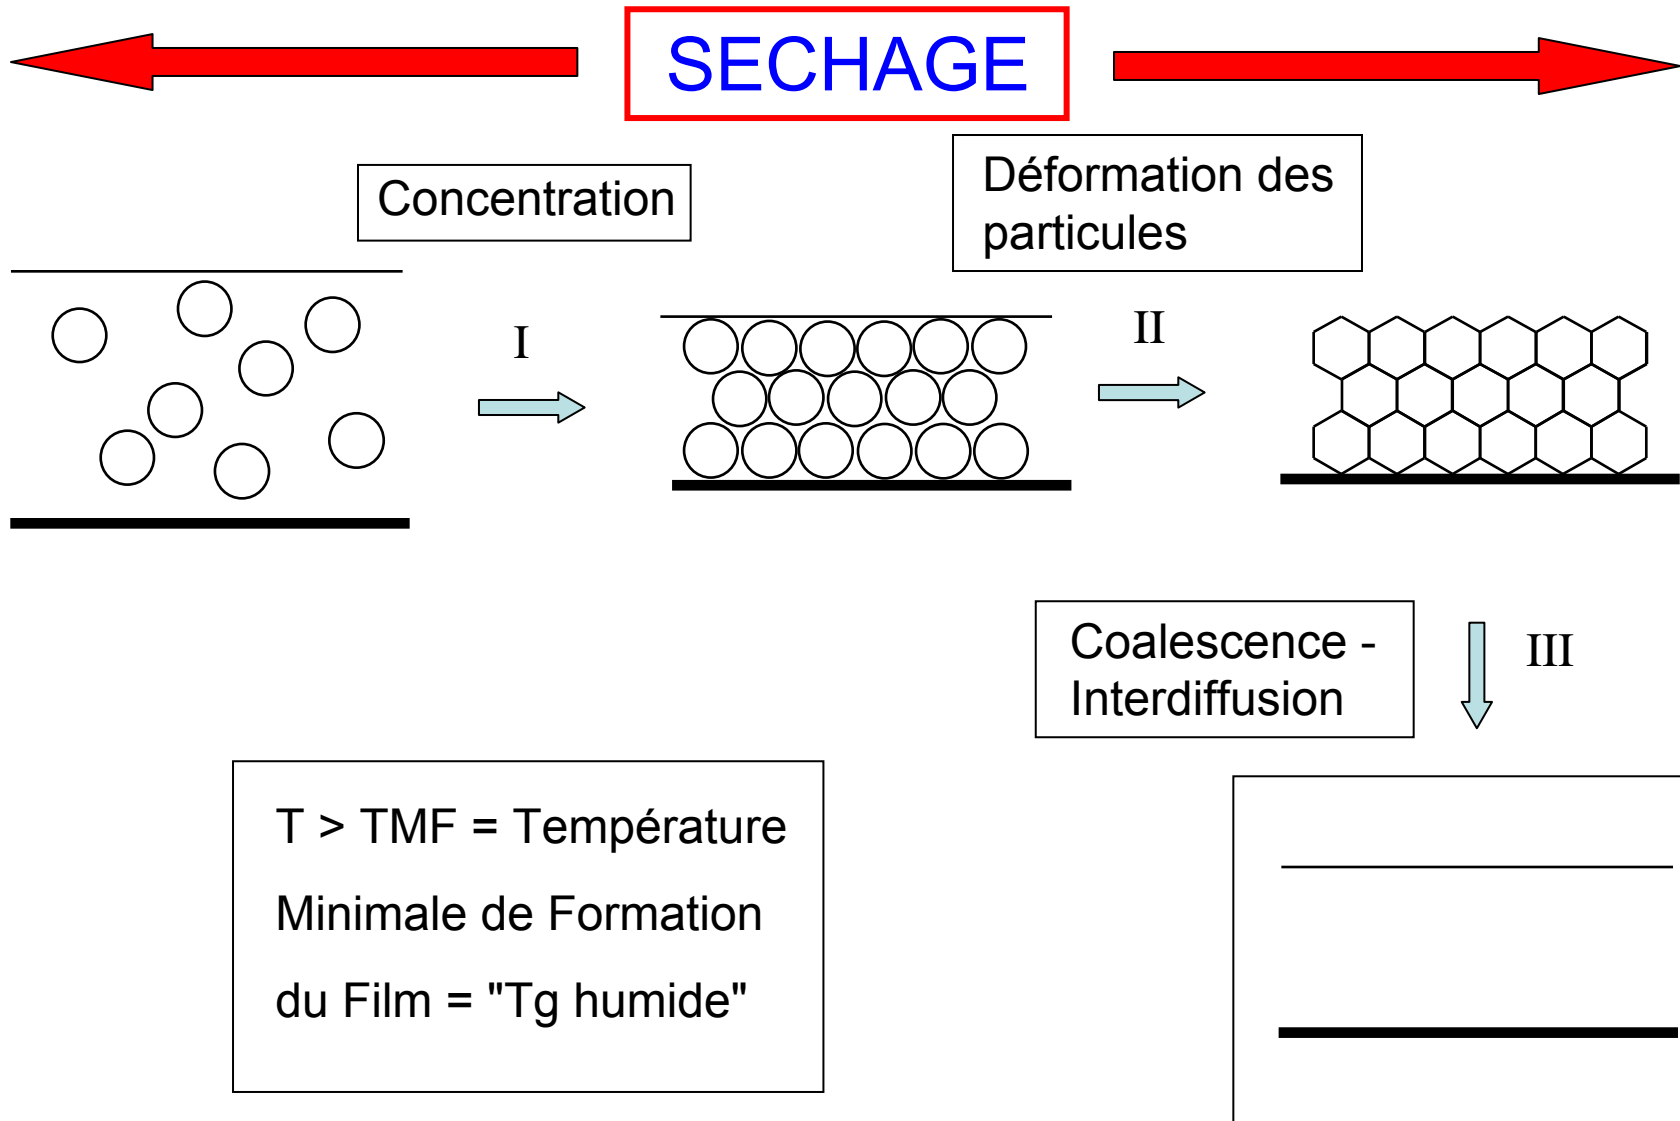 SECHAGE
Concentration
Déformation des
particules
I
II
Coalescence -
Interdiffusion
III
T > TMF = Température
Minimale de Formation
du Film = "Tg humide"